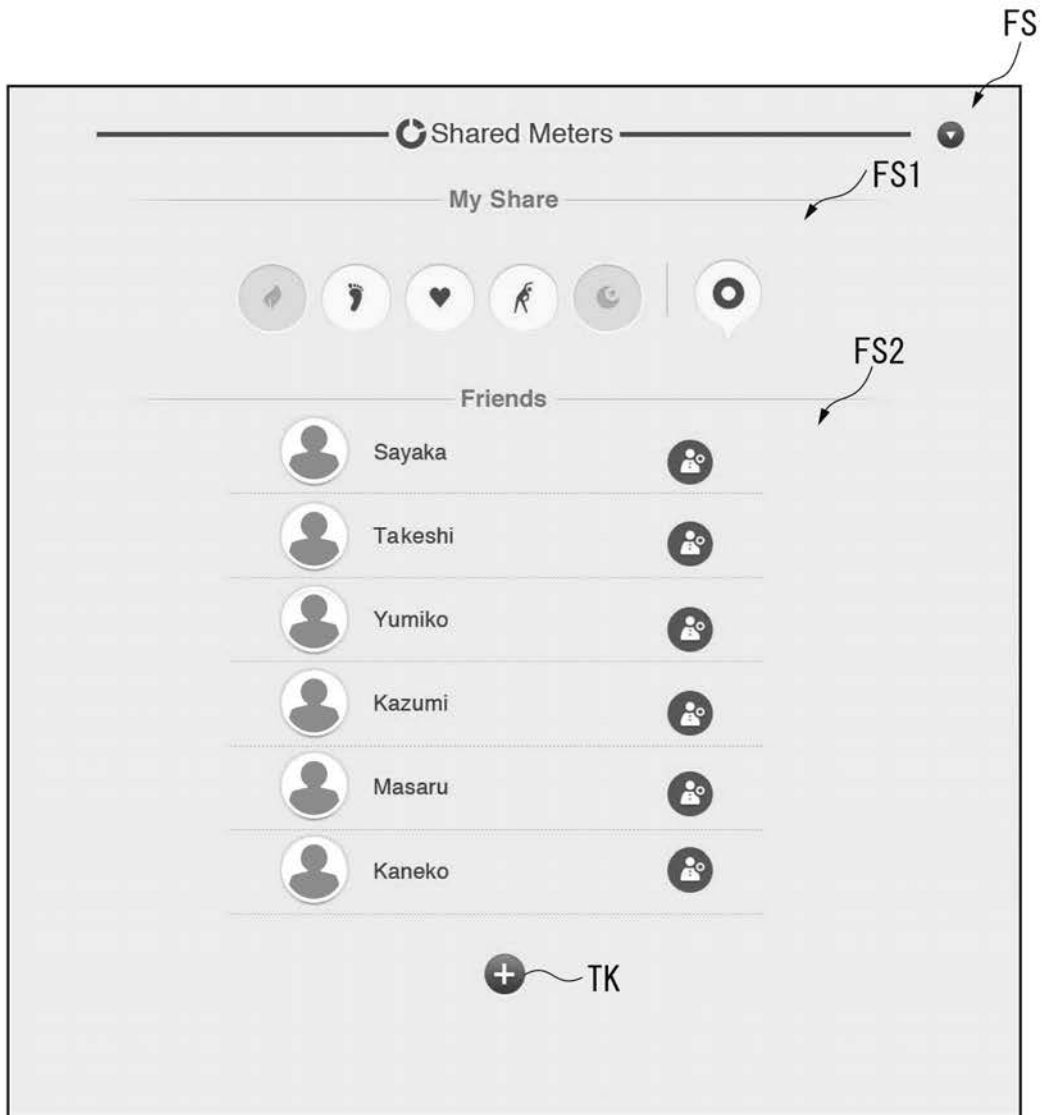 FS
Shared Meters
FS1
My Share
FS2
Friends
Sayaka
Takeshi
Yumiko
Kazumi
Masaru
Kaneko
TK